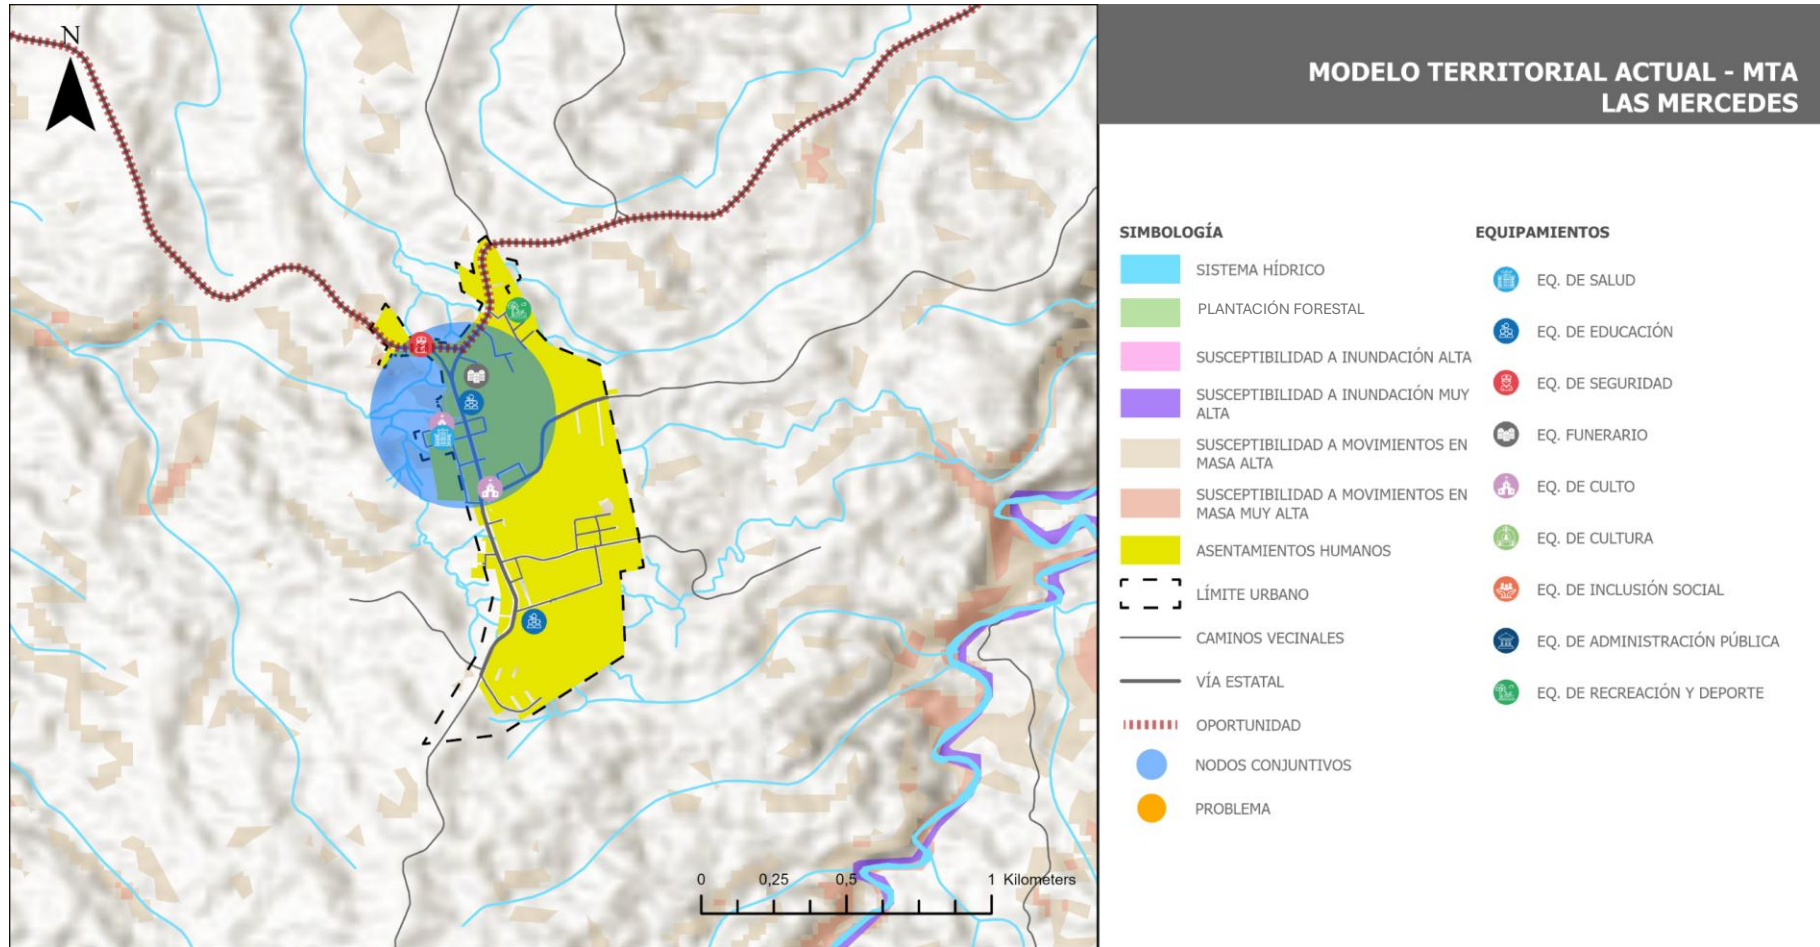 MODELO TERRITORIAL ACTUAL - MTA
LAS MERCEDES
N
SIMBOLOGÍA
SISTEMA HÍDRICO
PLANTACIÓN FORESTAL
SUSCEPTIBILIDAD A INUNDACIÓN ALTA
SUSCEPTIBILIDAD A INUNDACIÓN MUY
ALTA
SUSCEPTIBILIDAD A MOVIMIENTOS EN
MASA ALTA
SUSCEPTIBILIDAD A MOVIMIENTOS EN
MASA MUY ALTA
ASENTAMIENTOS HUMANOS
LÍMITE URBANO
CAMINOS VECINALES
VÍA ESTATAL
OPORTUNIDAD
NODOS CONJUNTIVOS
PROBLEMA
EQUIPAMIENTOS
EQ. DE SALUD
EQ. DE EDUCACIÓN
EQ. DE SEGURIDAD
EQ. FUNERARIO
EQ. DE CULTO
EQ. DE CULTURA
EQ. DE INCLUSIÓN SOCIAL
EQ. DE ADMINISTRACIÓN PÚBLICA
EQ. DE RECREACIÓN Y DEPORTE
0 0,25 0,5 1 Kilometers